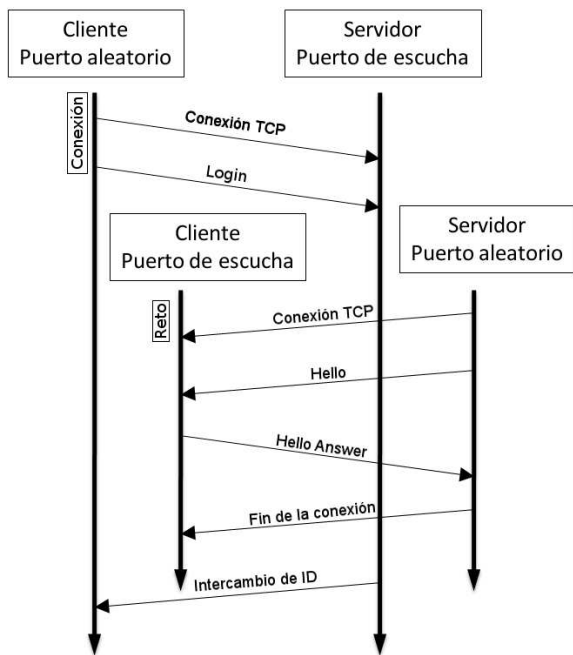 Cliente
Puerto aleatorio
Servidor
Puerto de escucha
Conexión
Conexión TCP
Login
Cliente
Puerto de escucha
Servidor
Puerto aleatorio
Reto
Conexión TCP
Hello
Hello Answer
Fin de la conexión
Intercambio de ID